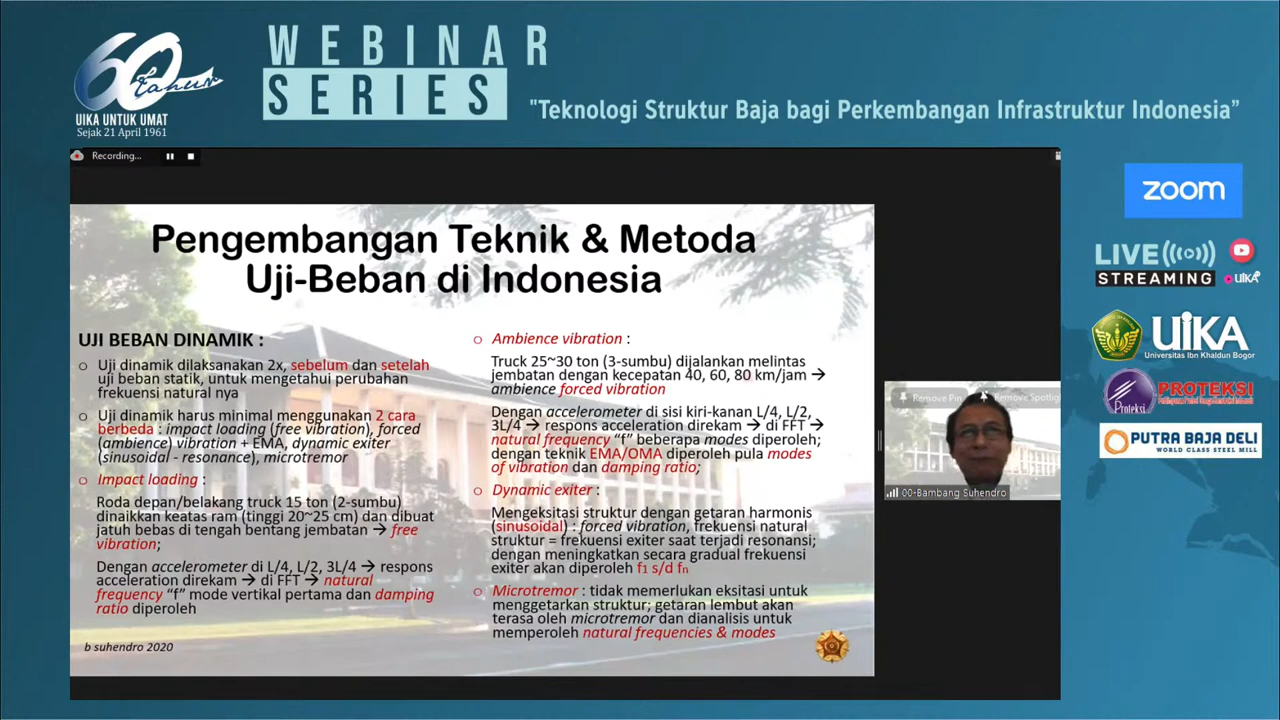 60
Tahun
UIKA UNTUK UMAT
Sejak 21 April 1961
WEBINAR
SERIES
"Teknologi Struktur Baja bagi Perkembangan Infrastruktur Indonesia”
Recording...
Pengembangan Teknik & Metoda
Uji-Beban di Indonesia
UJI BEBAN DINAMIK :
o Uji dinamik dilaksanakan 2x, sebelum dan setelah
uji beban statik, untuk mengetahui perubahan
frekuensi natural nya
o Uji dinamik harus minimal menggunakan 2 cara
berbeda : impact loading (free vibration), forced
(ambience) vibration + EMA, dynamic exiter
(sinusoidal - resonance), microtremor
o Impact loading :
Roda depan/belakang truck 15 ton (2-sumbu)
dinaikkan keatas ram (tinggi 20~25 cm) dan dibuat
jatuh bebas di tengah bentang jembatan → free
vibration;
Dengan accelerometer di L/4, L/2, 3L/4 → respons
acceleration direkam → di FFT → natural
frequency “f” mode vertikal pertama dan damping
ratio diperoleh
b suhendro 2020
o Ambience vibration :
Truck 25~30 ton (3-sumbu) dijalankan melintas
jembatan dengan kecepatan 40, 60, 80 km/jam →
ambience forced vibration
Dengan accelerometer di sisi kiri-kanan L/4, L/2,
3L/4 → respons acceleration direkam → di FFT →
natural frequency “f” beberapa modes diperoleh;
dengan teknik EMA/OMA diperoleh pula modes
of vibration dan damping ratio;
o Dynamic exiter :
Mengeksitasi struktur dengan getaran harmonis
(sinusoidal) : forced vibration, frekuensi natural
struktur = frekuensi exiter saat terjadi resonansi;
dengan meningkatkan secara gradual frekuensi
exiter akan diperoleh f1 s/d fn
o Microtremor : tidak memerlukan eksitasi untuk
menggetarkan struktur; getaran lembut akan
terasa oleh microtremor dan dianalisis untuk
memperoleh natural frequencies & modes
Remove Pin
Remove Spotlig
00-Bambang Suhendro
zoom
LIVE
STREAMING
UIKA
UIKA
Universitas Ibn Khaldun Bogor
Proteksi
PROTEKSI
PUTRA BAJA DELI
WORLD CLASS STEEL MILL